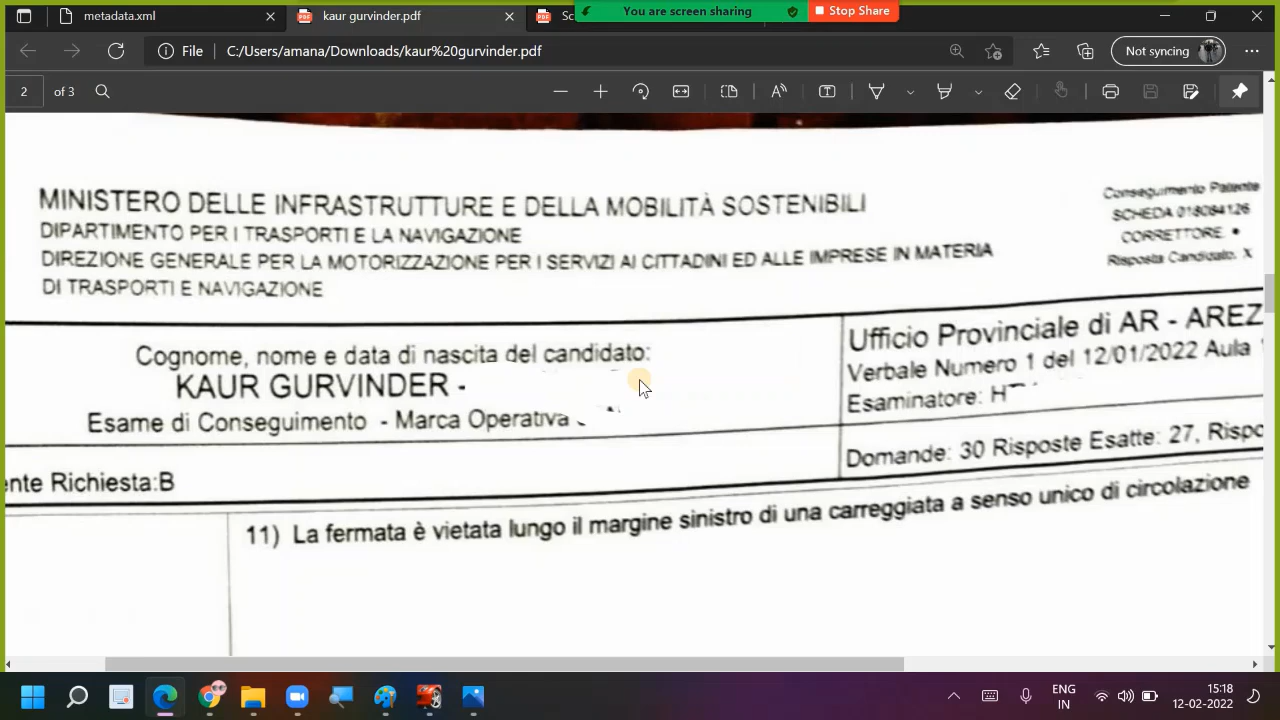 metadata.xml
kaur gurvinder.pdf
You are screen sharing
Stop Share
File
C:/Users/amana/Downloads/kaur%20gurvinder.pdf
Not syncing
2 of 3
MINISTERO DELLE INFRASTRUTTURE E DELLA MOBILITÀ SOSTENIBILI
DIPARTIMENTO PER I TRASPORTI E LA NAVIGAZIONE
DIREZIONE GENERALE PER LA MOTORIZZAZIONE PER I SERVIZI AI CITTADINI ED ALLE IMPRESE IN MATERIA
DI TRASPORTI E NAVIGAZIONE
Conseguimento Patente
SCHEDA 018084126
CORRETTORE. •
Risposta Candidato. X
Cognome, nome e data di nascita del candidato:
KAUR GURVINDER -
Esame di Conseguimento - Marca Operativa
Ufficio Provinciale di AR - AREZ
Verbale Numero 1 del 12/01/2022 Aula
Esaminatore:
nte Richiesta:B
Domande: 30 Risposte Esatte: 27, Rispo
11) La fermata è vietata lungo il margine sinistro di una carreggiata a senso unico di circolazione
ENG
IN
15:18
12-02-2022